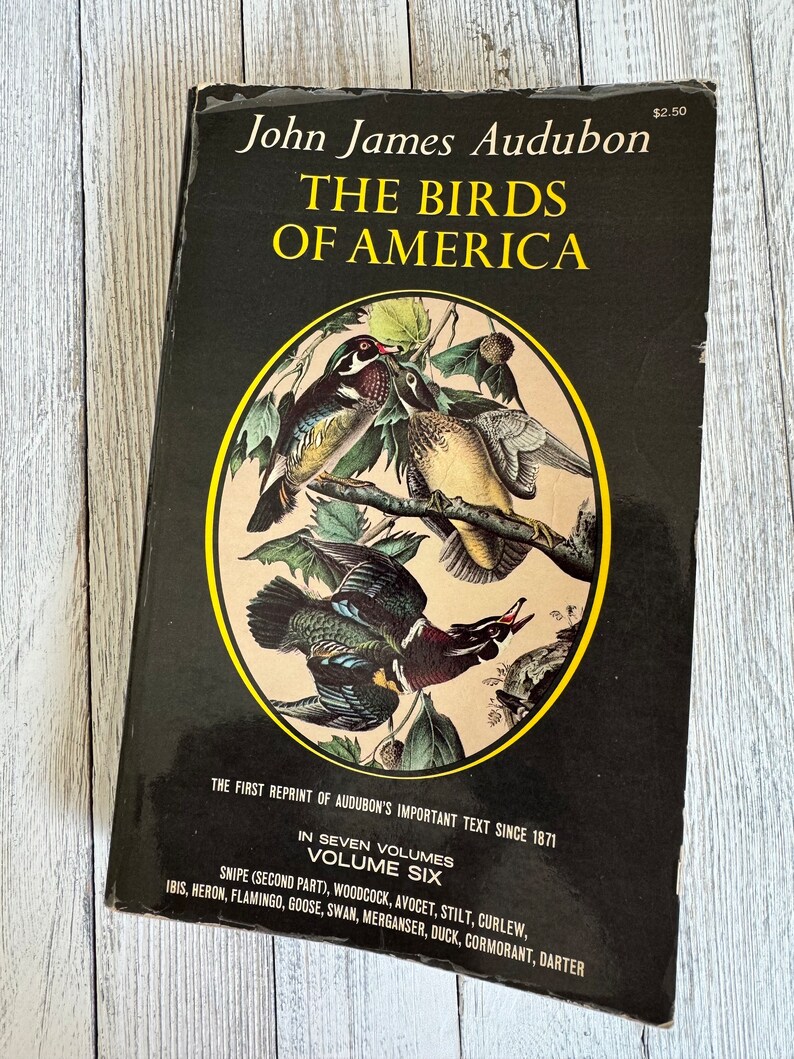 $2.50
John James Audubon
THE BIRDS
OF AMERICA
THE FIRST REPRINT OF AUDUBON'S IMPORTANT TEXT SINCE 1871
IN SEVEN VOLUMES
VOLUME SIX
SNIPE (SECOND PART), WOODCOCK, AVOCET, STILT, CURLEW,
IBIS, HERON, FLAMINGO, GOOSE, SWAN, MERGANSER, DUCK, CORMORANT, DARTER